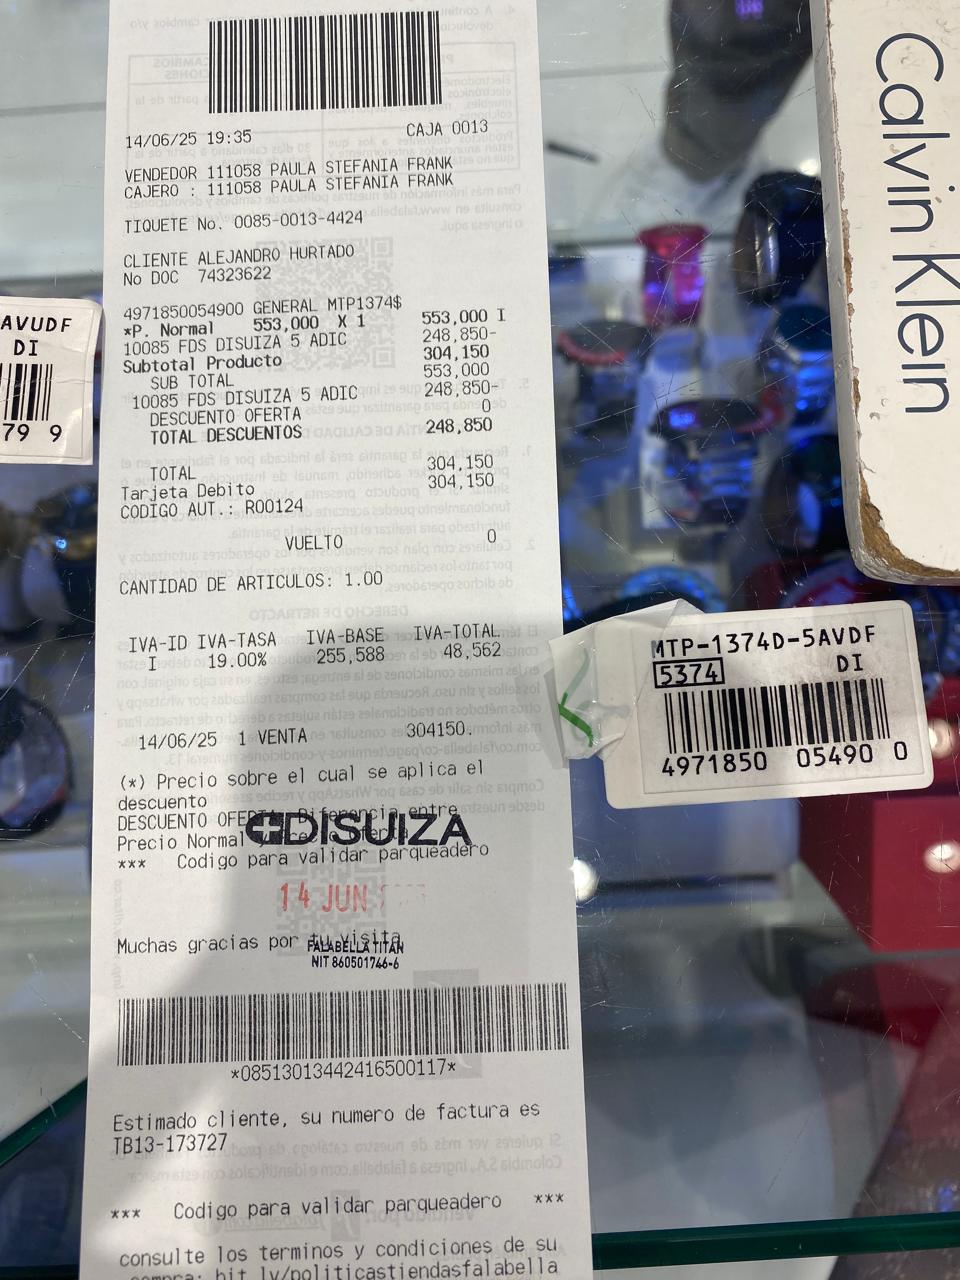 14/06/25 19:35 CAJA 0013
VENDEDOR 111058 PAULA STEFANIA FRANK
CAJERO : 111058 PAULA STEFANIA FRANK
TIQUETE No. 0085-0013-4424
CLIENTE ALEJANDRO HURTADO
No DOC 74323622
4971850054900 GENERAL MTP1374$
*P. Normal 553,000 X 1 553,000 I
10085 FDS DISUIZA 5 ADIC 248,850-
Subtotal Producto 304,150
SUB TOTAL 553,000
10085 FDS DISUIZA 5 ADIC 248,850-
DESCUENTO OFERTA 0
TOTAL DESCUENTOS 248,850
TOTAL 304,150
Tarjeta Debito 304,150
CODIGO AUT.: R00124
VUELTO 0
CANTIDAD DE ARTICULOS: 1.00
IVA-ID IVA-TASA IVA-BASE IVA-TOTAL
I 19.00% 255,588 48,562
14/06/25 1 VENTA 304150.
(*) Precio sobre el cual se aplica el
descuento
DESCUENTO Diferencia entre
Precio Normal
DISUIZA
*** Codigo para validar parqueadero
14 JUN
Muchas gracias por tu visita
FALABELLA TITAN
NIT 860501746-6
*08513013442416500117*
Estimado cliente, su numero de factura es
TB13-173727
*** Codigo para validar parqueadero ***
consulte los terminos y condiciones de su
compra: bit.ly/politicastiendasfalabella
AVUDF
DI
79 9
Calvin Klein
MTP-1374D-5AVDF
5374 DI
4971850 05490 0